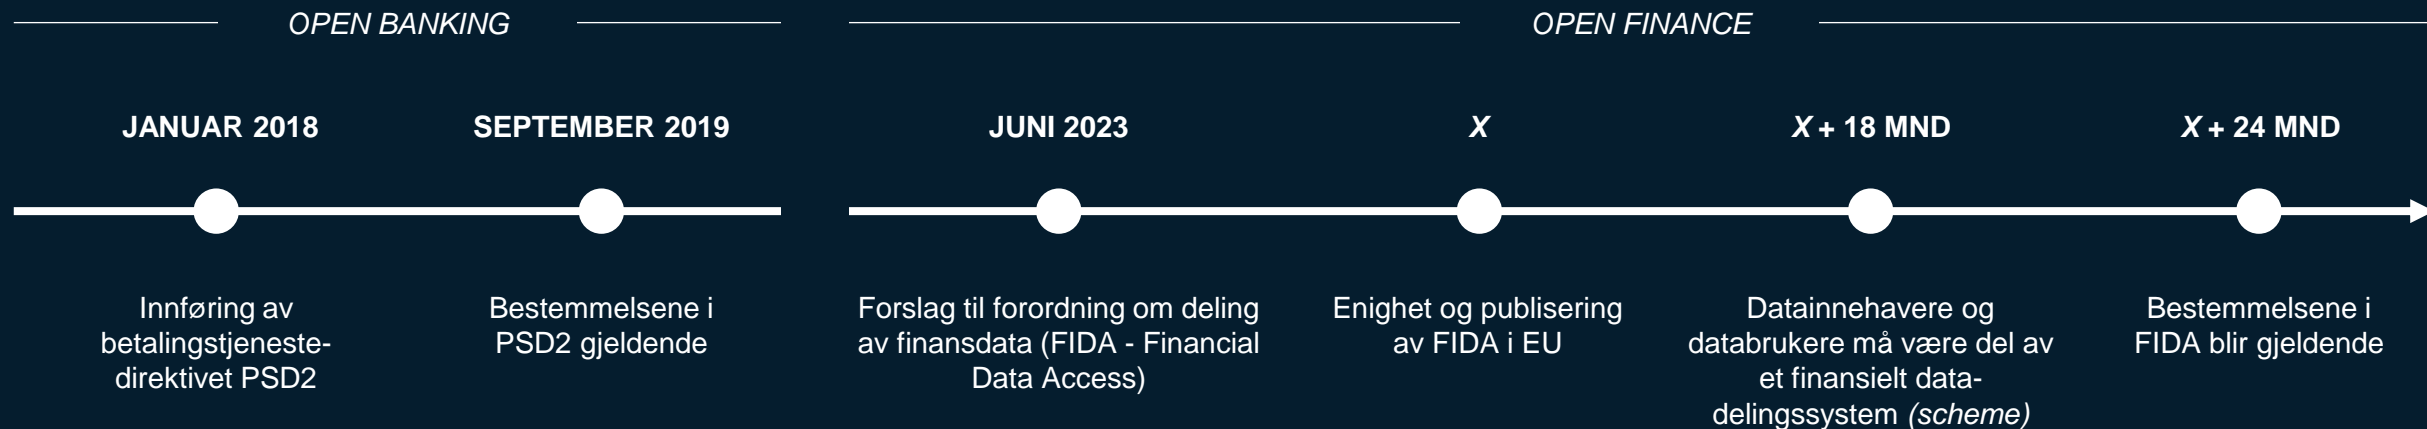 OPEN BANKING
OPEN FINANCE
JANUAR 2018
SEPTEMBER 2019
JUNI 2023
X
X + 18 MND
X + 24 MND
Innføring av
betalingstjeneste-
direktivet PSD2
Bestemmelsene i
PSD2 gjeldende
Forslag til forordning om deling
av finansdata (FIDA - Financial
Data Access)
Enighet og publisering
av FIDA i EU
Datainnehavere og
databrukere må være del av
et finansielt data-
delingssystem (scheme)
Bestemmelsene i
FIDA blir gjeldende